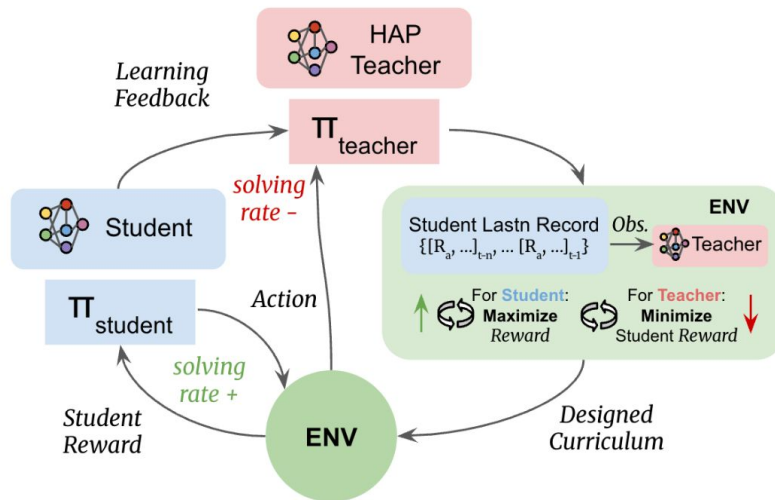 HAP
Teacher
Learning
Feedback
π teacher
solving
rate -
Student
ENV
Student Lastn Record
{[Rₐ, ...]ₜ₋ₙ, ... [Rₐ, ...]ₜ₋₁}
Obs.
Teacher
For Student:
Maximize
Reward
For Teacher:
Minimize
Student Reward
π student
Action
solving
rate +
Student
Reward
ENV
Designed
Curriculum